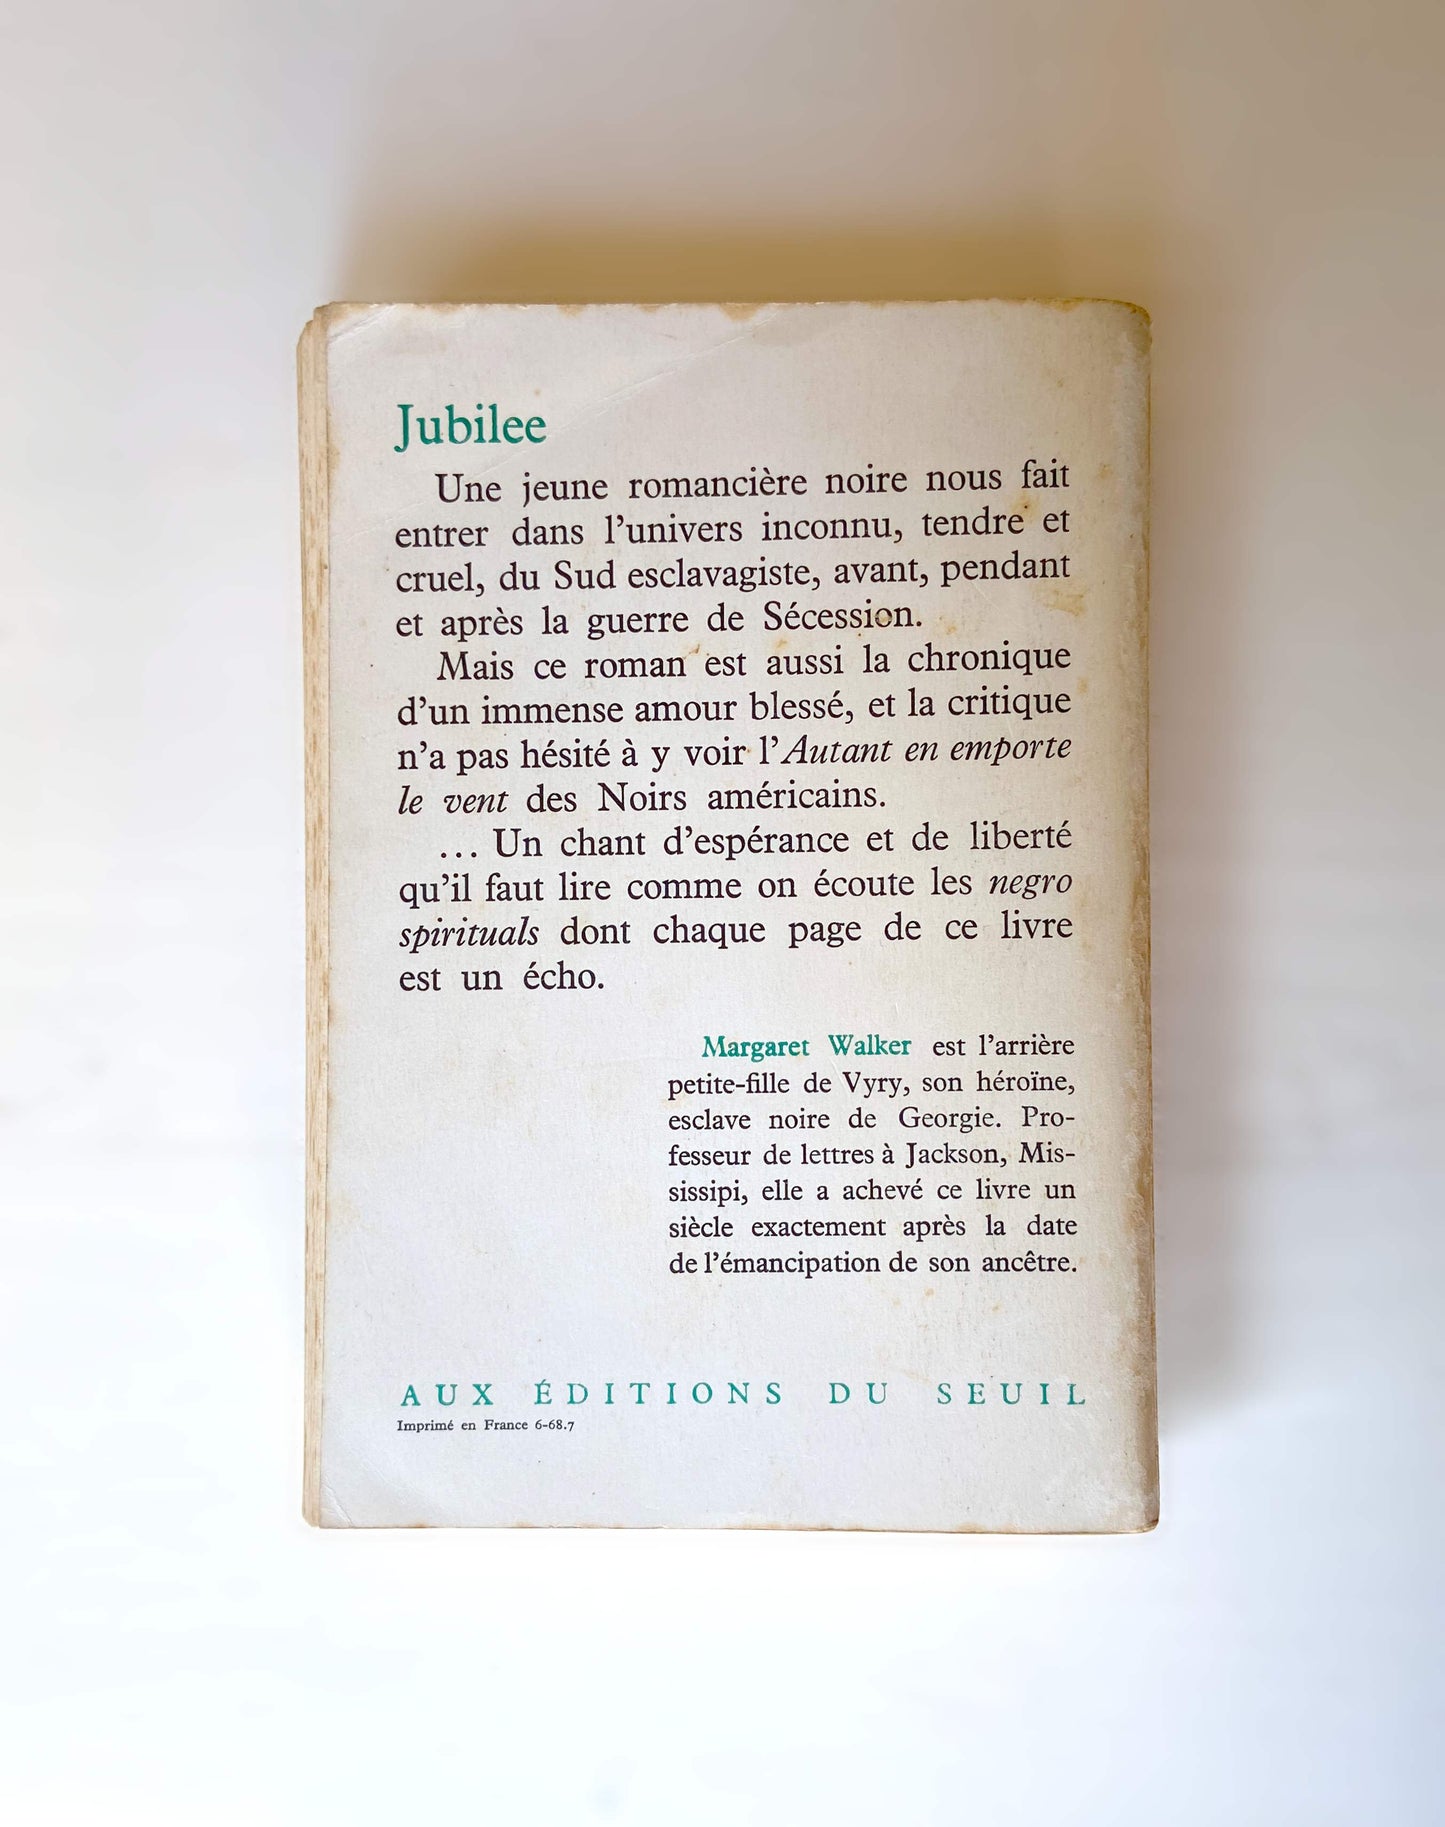 Jubilee
Une jeune romancière noire nous fait
entrer dans l'univers inconnu, tendre et
cruel, du Sud esclavagiste, avant, pendant
et après la guerre de Sécession.
Mais ce roman est aussi la chronique
d'un immense amour blessé, et la critique
n'a pas hésité à y voir l'Autant en emporte
le vent des Noirs américains.
... Un chant d'espérance et de liberté
qu'il faut lire comme on écoute les negro
spirituals dont chaque page de ce livre
est un écho.
Margaret Walker est l'arrière
petite-fille de Vyry, son héroïne,
esclave noire de Georgie. Pro-
fesseur de lettres à Jackson, Mis-
sissipi, elle a achevé ce livre un
siècle exactement après la date
de l'émancipation de son ancêtre.
AUX ÉDITIONS DU SEUIL
Imprimé en France 6-68.7